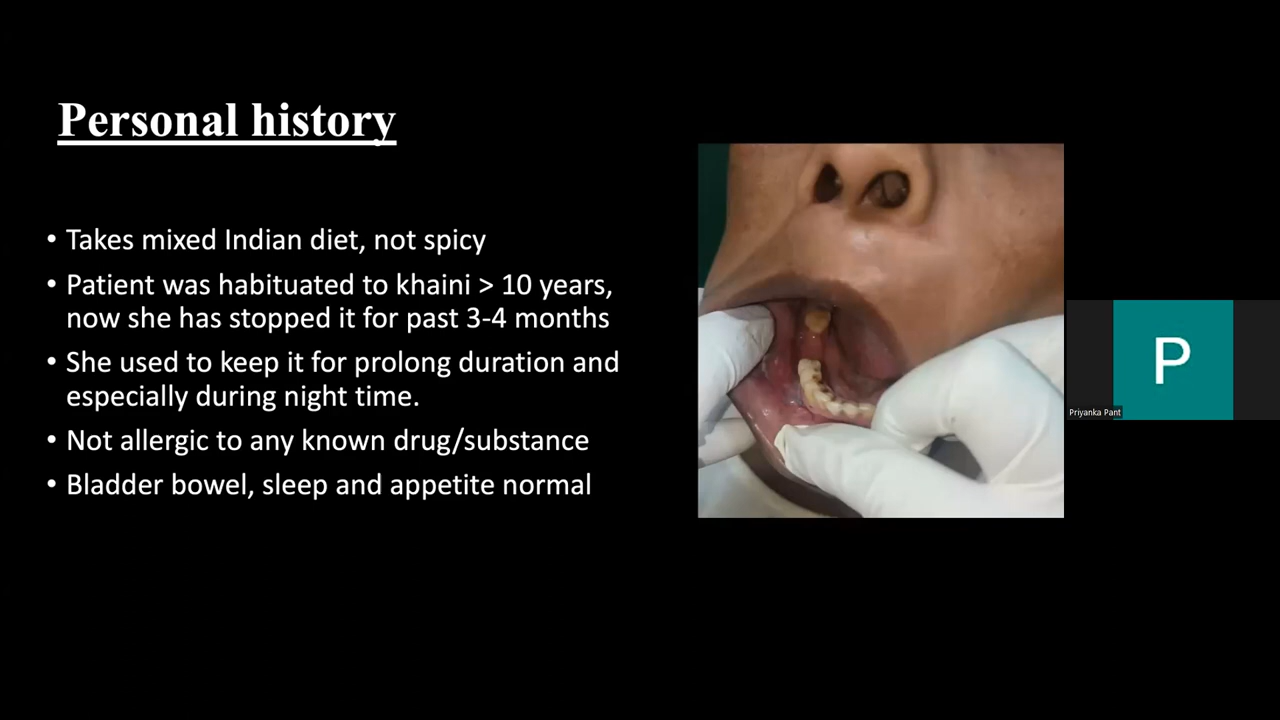 Personal history
• Takes mixed Indian diet, not spicy
• Patient was habituated to khaini > 10 years,
now she has stopped it for past 3-4 months
• She used to keep it for prolong duration and
especially during night time.
• Not allergic to any known drug/substance
• Bladder bowel, sleep and appetite normal
P
Priyanka Pant